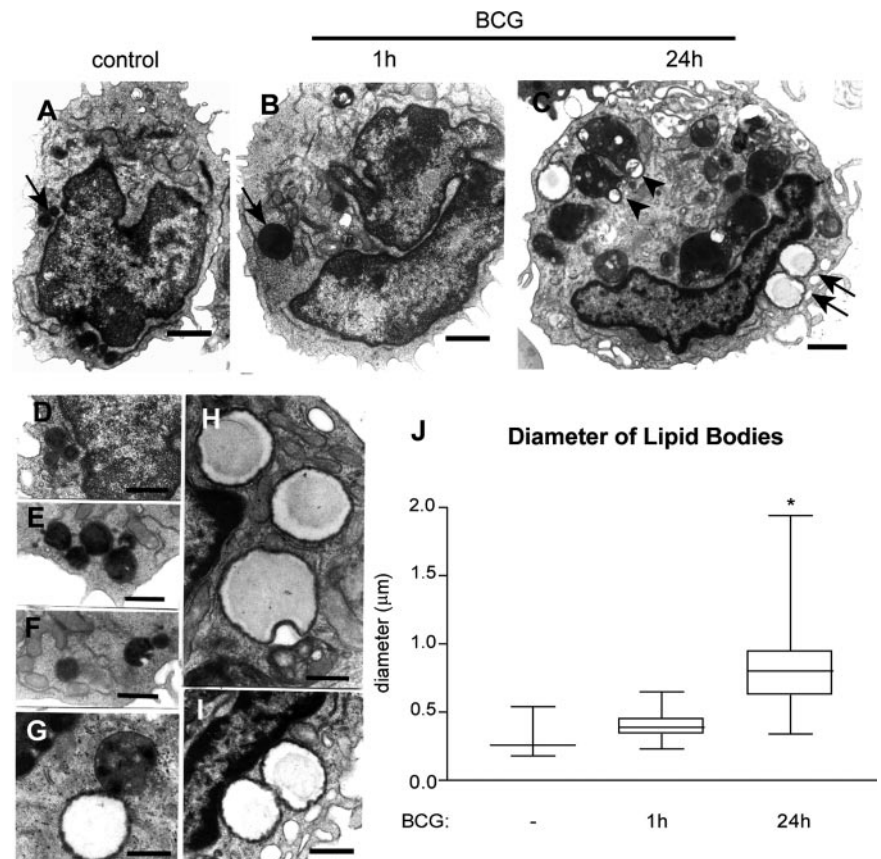 BCG
control
1h
24h
A
B
C
D
E
F
G
H
I
J
Diameter of Lipid Bodies
diameter (µm)
2.0
1.5
1.0
0.5
0.0
*
BCG:
-
1h
24h